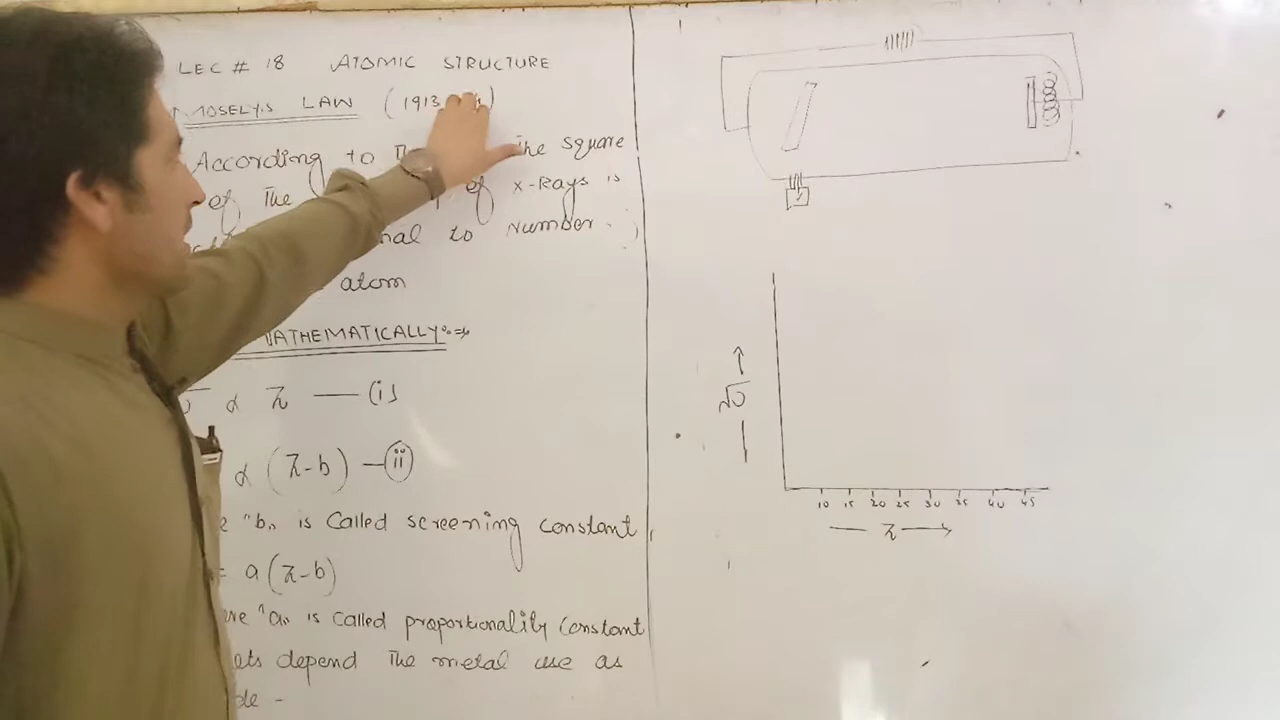 LEC # 18 ATOMIC STRUCTURE
MOSELY,S LAW (1913
According to the square
of The of x-Rays is
to Number.
atom
MATHEMATICALLY:=>
α Z — (i)
α (Z-b) — (ii)
"b" is Called screening constant
= a(Z-b)
"a" is called proportionality Constant
depend The metal use as
√υ →
10 15 20 25 30 35 40 45
— Z →